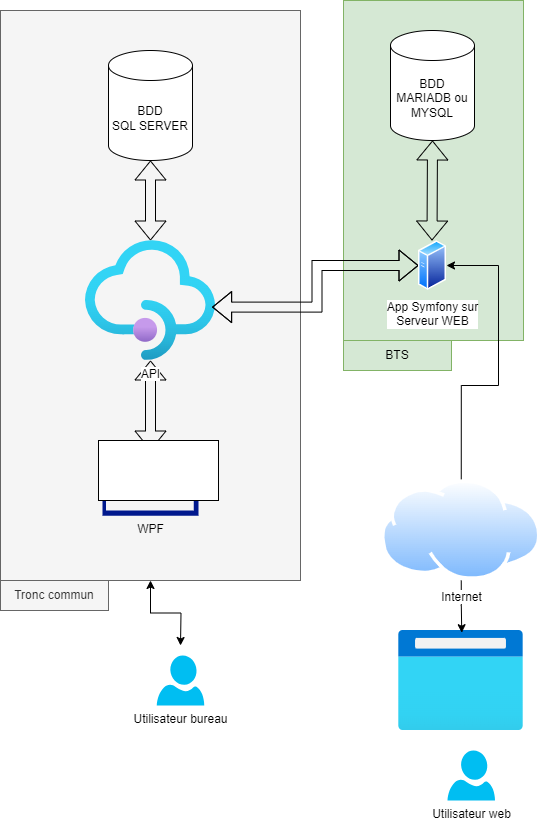 BDD
SQL SERVER
BDD
MARIADB ou
MYSQL
App Symfony sur
Serveur WEB
BTS
API
WPF
Tronc commun
Internet
Utilisateur bureau
Utilisateur web